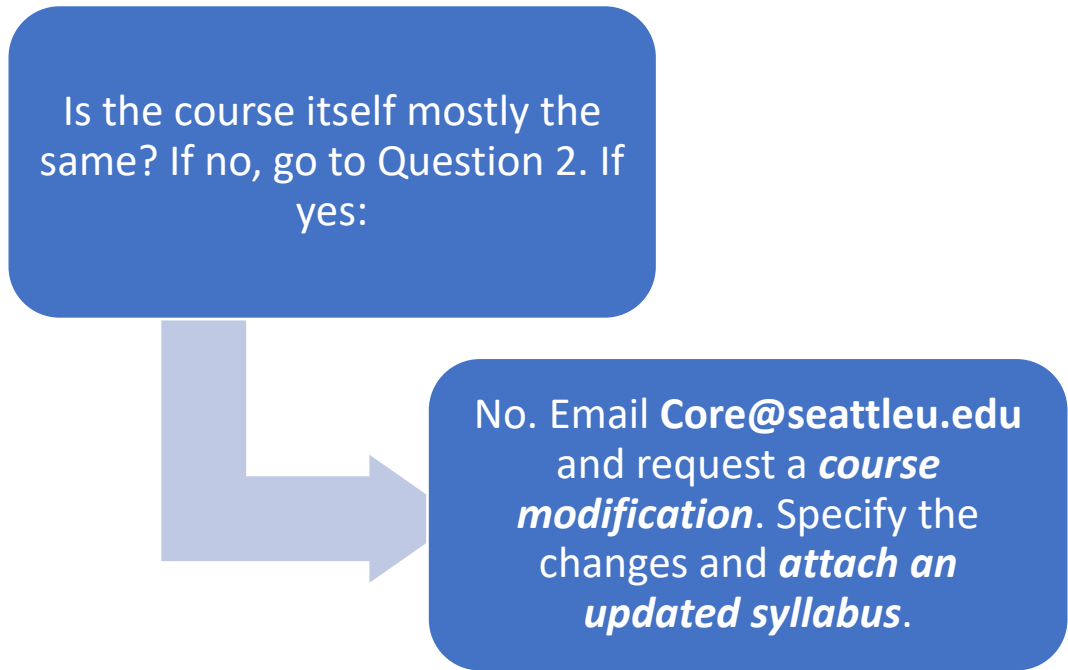 Is the course itself mostly the
same? If no, go to Question 2. If
yes:
No. Email Core@seattleu.edu
and request a course
modification. Specify the
changes and attach an
updated syllabus.